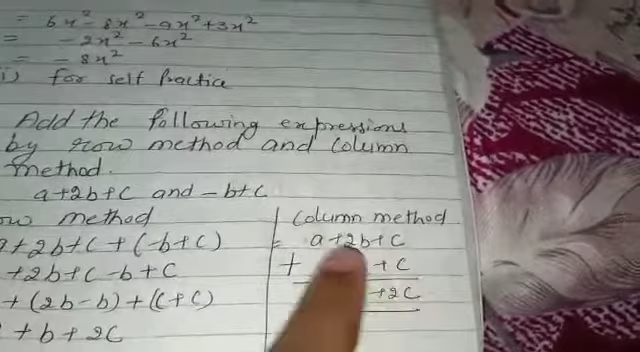 = 6x² - 8x² - 9x² + 3x²
= - 2x² - 6x²
= - 8x²
i) for self Practice
Add the following expressions
by row method and column
method.
a+2b+c and -b+c
ow method
a+2b+c+(-b+c)
+2b+c-b+c
+(2b-b)+(c+c)
+b+2c
Column method
= a+2b+c
+ +c
+2c